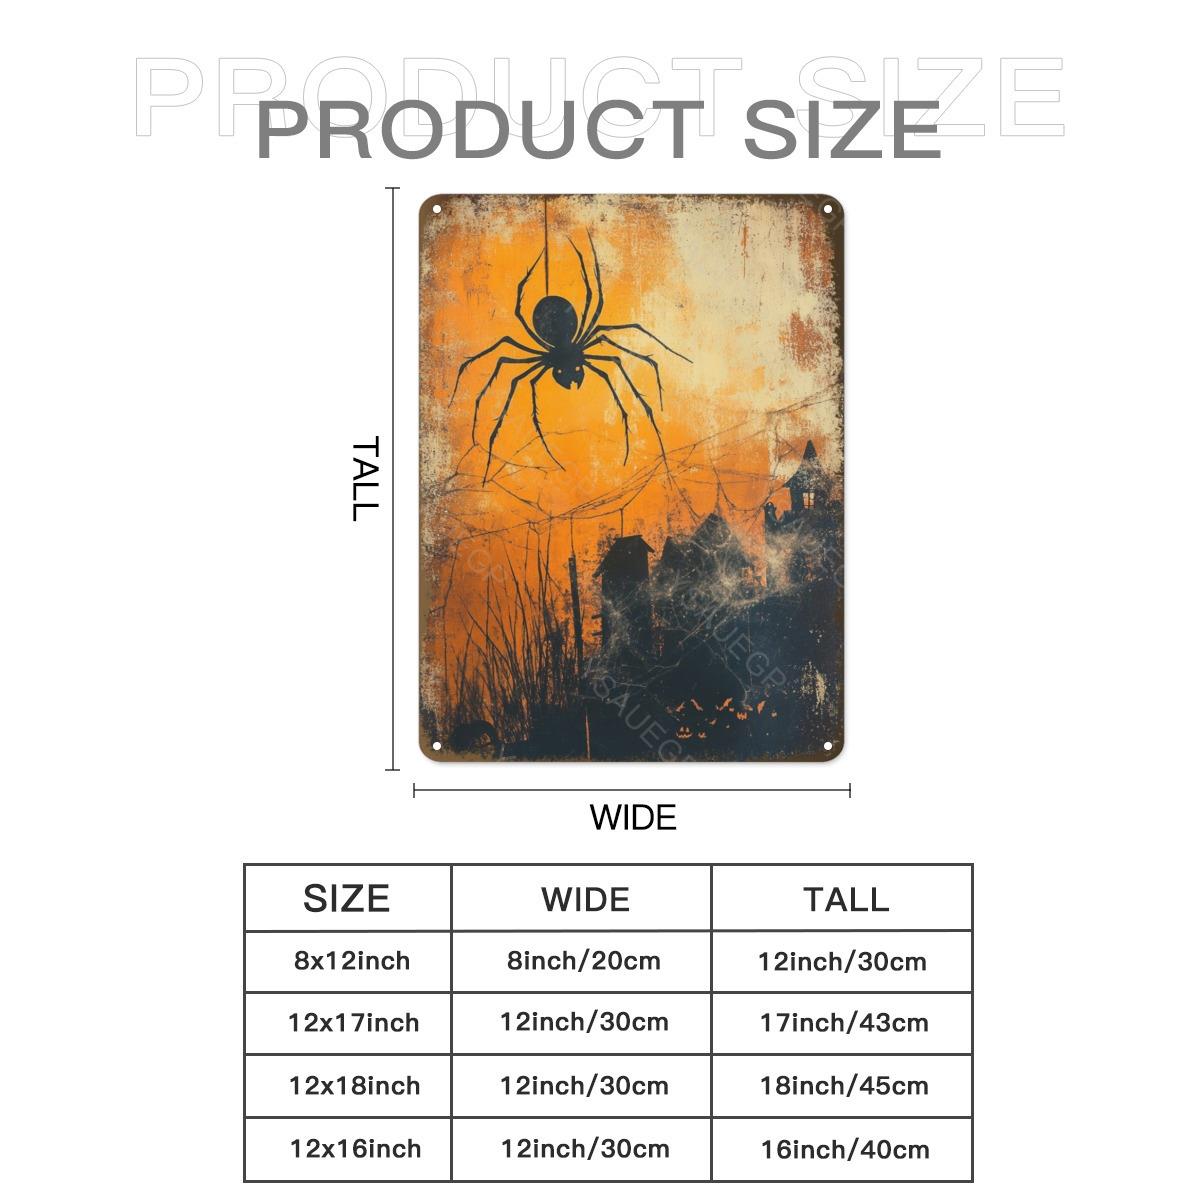 PRODUCT SIZE
PRODUCT SIZE
TALL
WIDE
SIZE WIDE TALL
8x12inch 8inch/20cm 12inch/30cm
12x17inch 12inch/30cm 17inch/43cm
12x18inch 12inch/30cm 18inch/45cm
12x16inch 12inch/30cm 16inch/40cm